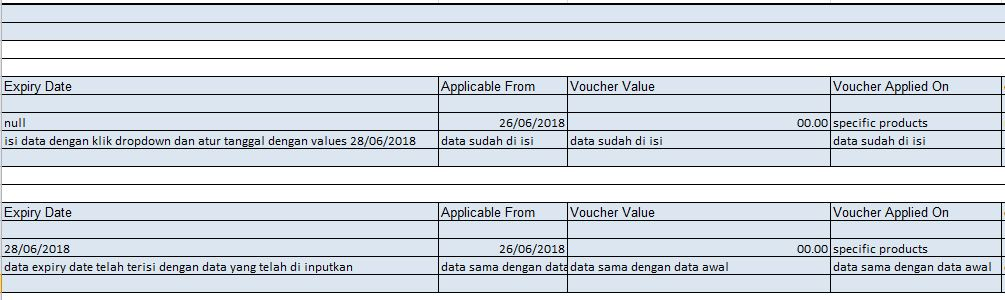 Expiry Date Applicable From Voucher Value Voucher Applied On
null 26/06/2018 00.00 specific products
isi data dengan klik dropdown dan atur tanggal dengan values 28/06/2018 data sudah di isi data sudah di isi data sudah di isi
Expiry Date Applicable From Voucher Value Voucher Applied On
28/06/2018 26/06/2018 00.00 specific products
data expiry date telah terisi dengan data yang telah di inputkan data sama dengan data data sama dengan data awal data sama dengan data awal